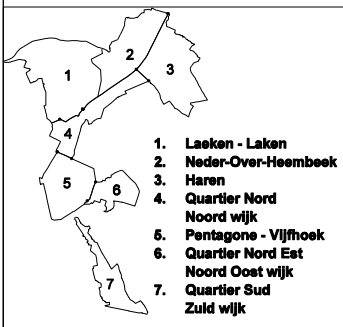 1
2
3
4
5
6
7
1. Laeken - Laken
2. Neder-Over-Heembeek
3. Haren
4. Quartier Nord
Noord wijk
5. Pentagone - Vijfhoek
6. Quartier Nord Est
Noord Oost wijk
7. Quartier Sud
Zuid wijk